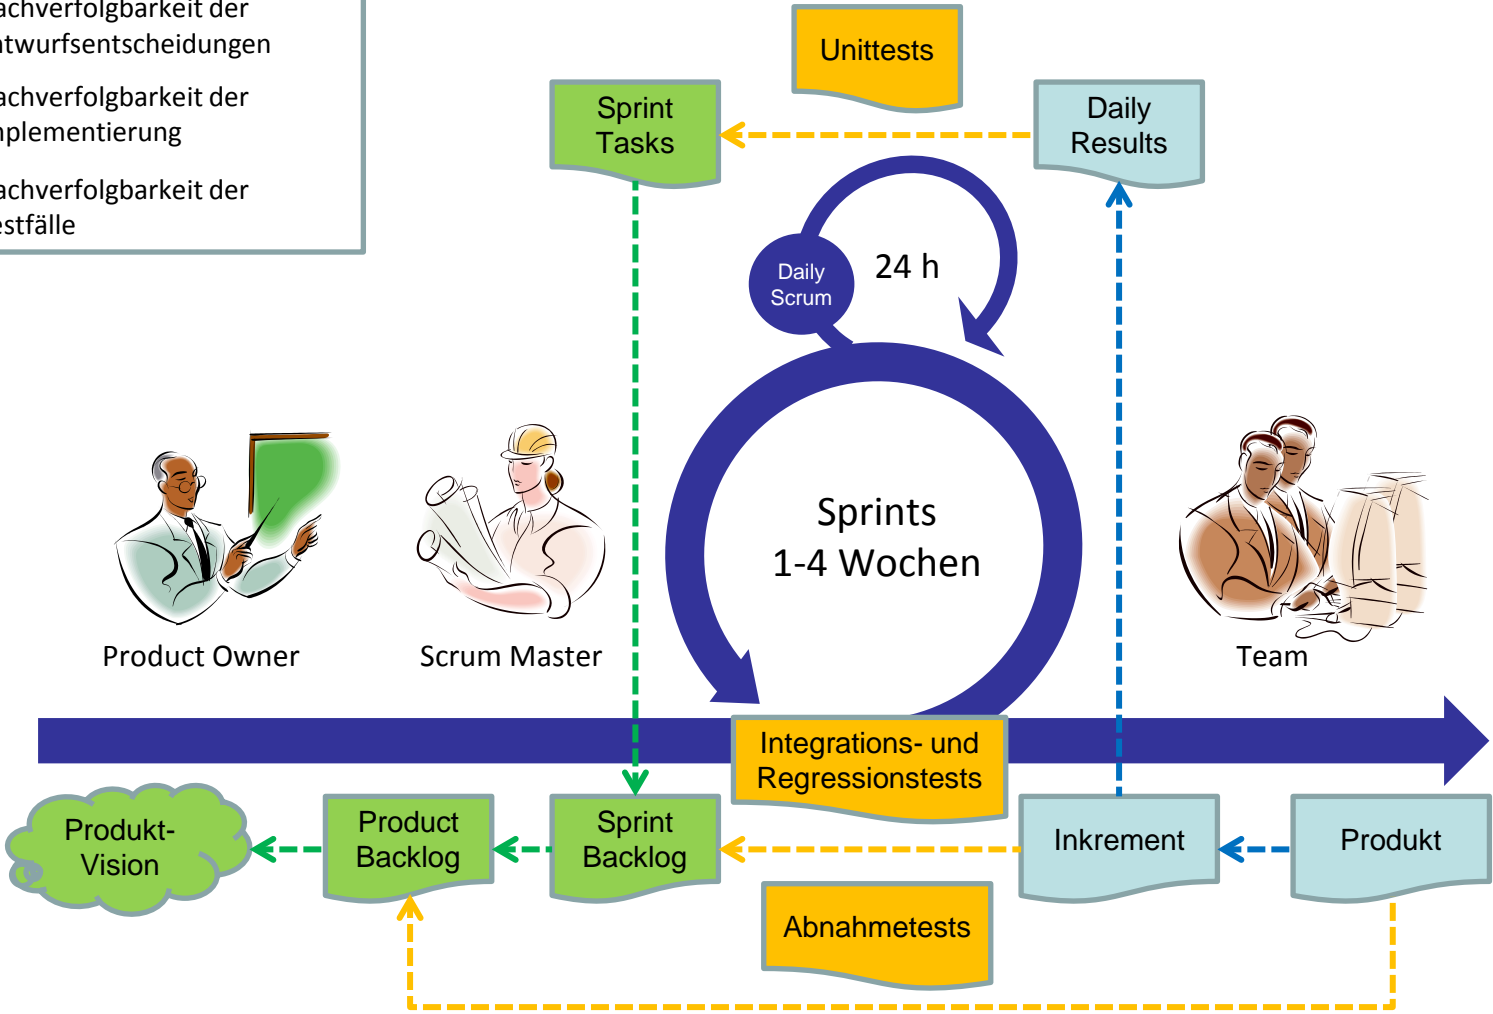 achverfolgbarkeit der
ntwurfsentscheidungen
achverfolgbarkeit der
mplementierung
achverfolgbarkeit der
estfälle
Unittests
Sprint
Tasks
Daily
Results
Daily
Scrum
24 h
Sprints
1-4 Wochen
Product Owner
Scrum Master
Team
Integrations- und
Regressionstests
Produkt-
Vision
Product
Backlog
Sprint
Backlog
Inkrement
Produkt
Abnahmetests